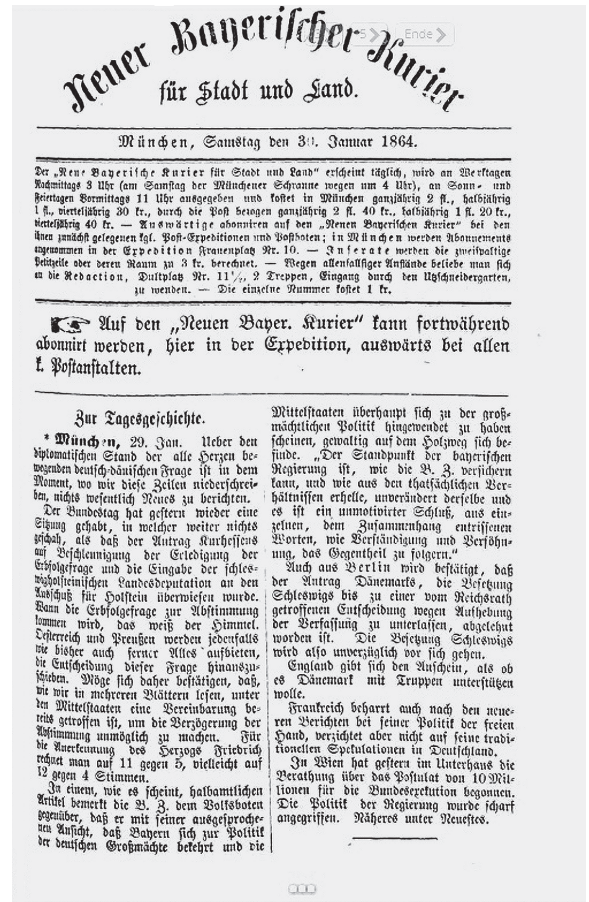 Neuer Bayerischer Kurier
für Stadt und Land.
5 Ende
München, Samstag den 30. Januar 1864.
Der „Neue Bayerische Kurier für Stadt und Land“ erscheint täglich, wird an Werktagen
Nachmittags 3 Uhr (am Samstag der Münchener Schranne wegen um 4 Uhr), an Sonn- und
Feiertagen Vormittags 11 Uhr ausgegeben und kostet in München ganzjährig 2 fl., halbjährig
1 fl., vierteljährig 30 kr., durch die Post bezogen ganzjährig 2 fl. 40 kr., halbjährig 1 fl. 20 kr.,
vierteljährig 40 kr. — Auswärtige abonniren auf den „Neuen Bayerischen Kurier“ bei den
ihnen zunächst gelegenen kgl. Post-Expeditionen und Postboten; in München werden Abonnements
angenommen in der Expedition Frauenplatz Nr. 10. — Inserate werden die zweispaltige
Petitzeile oder deren Raum zu 3 kr. berechnet. — Wegen allenfallsiger Anstände beliebe man sich
an die Redaction, Dultplatz Nr. 11½, 2 Treppen, Eingang durch den Uhschneidergarten,
zu wenden. — Die einzelne Nummer kostet 1 kr.
Auf den „Neuen Bayer. Kurier“ kann fortwährend
abonnirt werden, hier in der Expedition, auswärts bei allen
k. Postanstalten.
Zur Tagesgeschichte.
* München, 29. Jan. Ueber den
diplomatischen Stand der alle Herzen be-
wegenden deutsch-dänischen Frage ist in dem
Moment, wo wir diese Zeilen niederschrei-
ben, nichts wesentlich Neues zu berichten.
Der Bundestag hat gestern wieder eine
Sitzung gehabt, in welcher weiter nichts
geschah, als daß der Antrag Kurhessens
auf Beschleunigung der Erledigung der
Erbfolgefrage und die Eingabe der schles-
wigholsteinischen Landesdeputation an den
Ausschuß für Holstein überwiesen wurde.
Wann die Erbfolgefrage zur Abstimmung
kommen wird, das weiß der Himmel.
Oesterreich und Preußen werden jedenfalls
wie bisher auch ferner Alles aufbieten,
die Entscheidung dieser Frage hinauszu-
schieben. Möge sich daher bestätigen, daß,
wie wir in mehreren Blättern lesen, unter
den Mittelstaaten eine Vereinbarung be-
reits getroffen ist, um die Verzögerung der
Abstimmung unmöglich zu machen. Für
die Anerkennung des Herzogs Friedrich
rechnet man auf 11 gegen 5, vielleicht auf
12 gegen 4 Stimmen.
In einem, wie es scheint, halbamtlichen
Artikel bemerkt die B. Z. dem Volksboten
gegenüber, daß er mit seiner ausgesproche-
nen Ansicht, daß Bayern sich zur Politik
der deutschen Großmächte bekehrt und die
Mittelstaaten überhaupt sich zu der groß-
mächtlichen Politik hingewendet zu haben
scheinen, gewaltig auf dem Holzweg sich be-
finde. „Der Standpunkt der bayerischen
Regierung ist, wie die B. Z. versichern
kann, und wie aus den thatsächlichen Ver-
hältnissen erhelle, unverändert derselbe und
es ist ein unmotivirter Schluß, aus ein-
zelnen, dem Zusammenhang entrissenen
Worten, wie Verständigung und Versöh-
nung, das Gegentheil zu folgern.“
Auch aus Berlin wird bestätigt, daß
der Antrag Dänemarks, die Besetzung
Schleswigs bis zu einer vom Reichsrath
getroffenen Entscheidung wegen Aufhebung
der Verfassung zu unterlassen, abgelehnt
worden ist. Die Besetzung Schleswigs
wird also unverzüglich vor sich gehen.
England gibt sich den Anschein, als ob
es Dänemark mit Truppen unterstützen
wolle.
Frankreich beharrt auch nach den neue-
ren Berichten bei seiner Politik der freien
Hand, verzichtet aber nicht auf seine tradi-
tionellen Spekulationen in Deutschland.
In Wien hat gestern im Unterhaus die
Berathung über das Postulat von 10 Mil-
lionen für die Bundesexekution begonnen.
Die Politik der Regierung wurde scharf
angegriffen. Näheres unter Neuestes.